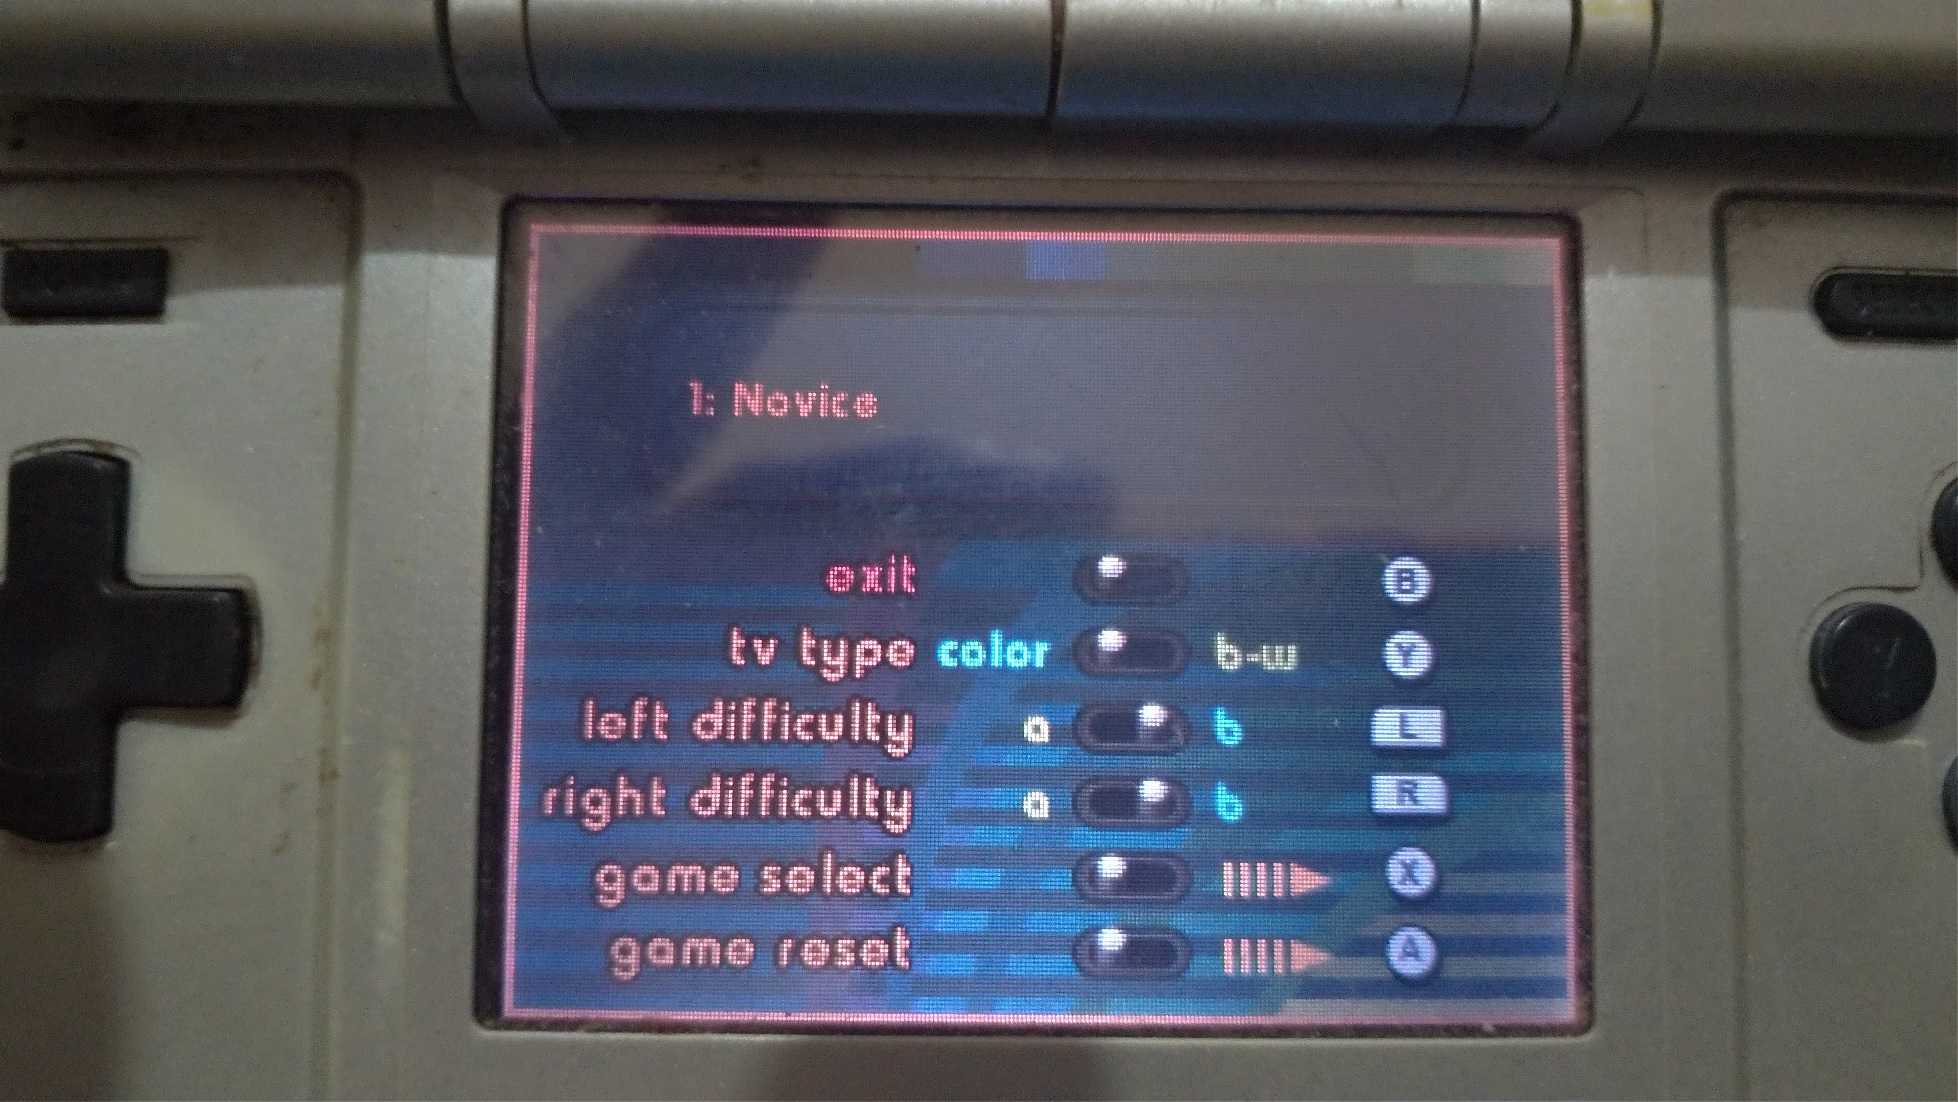 1: Novice
exit B
tv type color b-w Y
left difficulty a b L
right difficulty a b R
game select X
game reset A